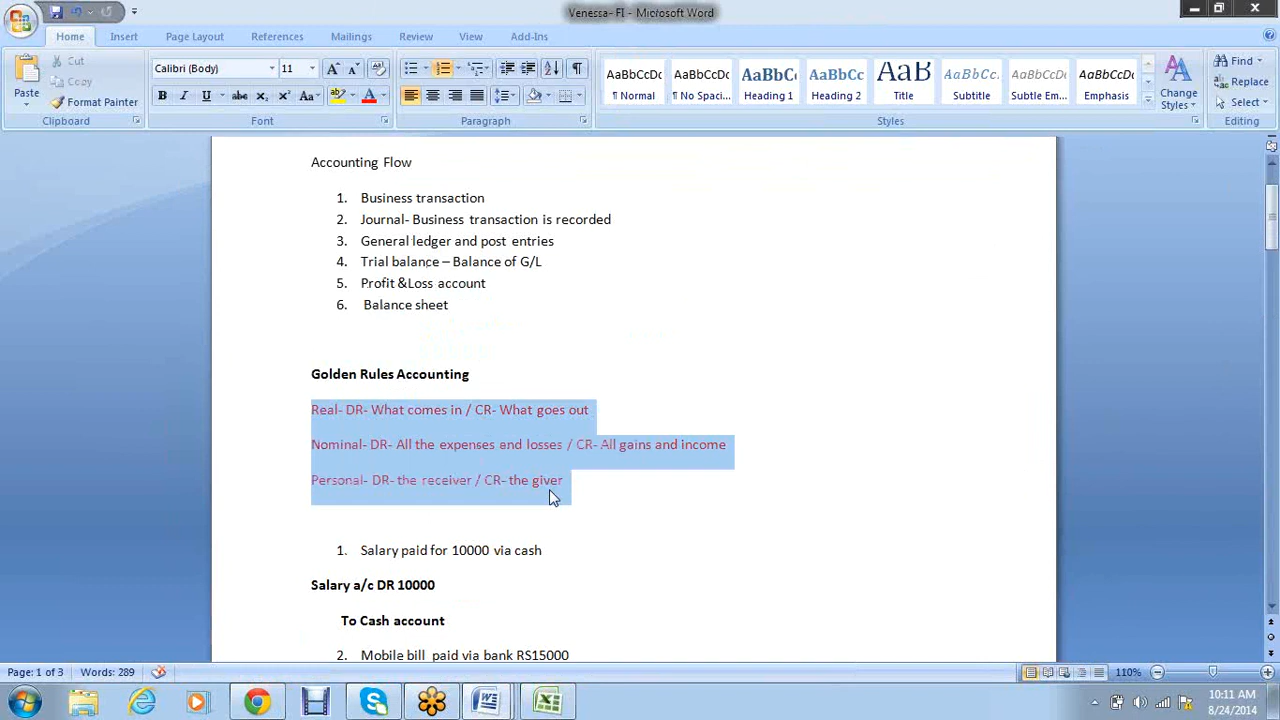 Venessa- FI - Microsoft Word
Home Insert Page Layout References Mailings Review View Add-Ins
Paste Cut Copy Format Painter
Calibri (Body) 11
AaBbCcDc AaBbCcDc AaBbCc AaBbCc AaB AaBbCc. AaBbCcDc AaBbCcDc
¶ Normal ¶ No Spaci... Heading 1 Heading 2 Title Subtitle Subtle Em... Emphasis
Change Styles
Find Replace Select
Clipboard Font Paragraph Styles Editing
Accounting Flow
1. Business transaction
2. Journal- Business transaction is recorded
3. General ledger and post entries
4. Trial balance – Balance of G/L
5. Profit &Loss account
6. Balance sheet
Golden Rules Accounting
Real- DR- What comes in / CR- What goes out
Nominal- DR- All the expenses and losses / CR- All gains and income
Personal- DR- the receiver / CR- the giver
1. Salary paid for 10000 via cash
Salary a/c DR 10000
To Cash account
2. Mobile bill paid via bank RS15000
Page: 1 of 3 Words: 289 110%
10:11 AM
8/24/2014